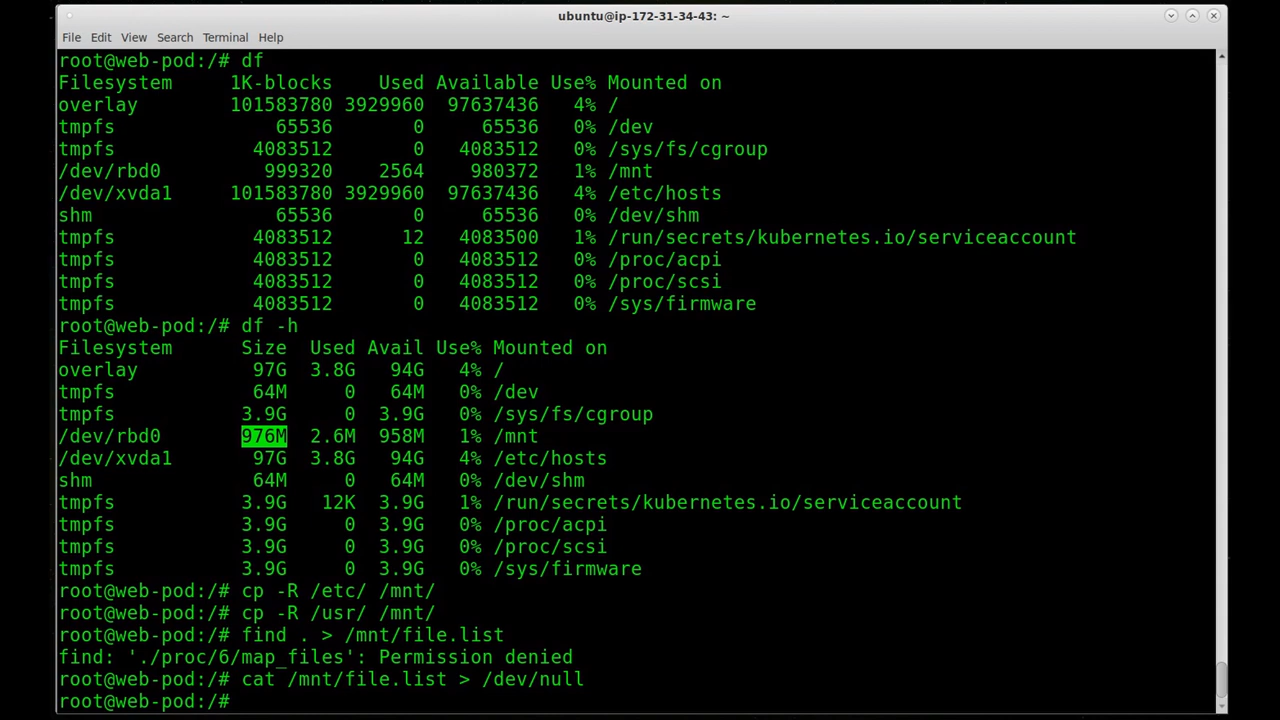 ubuntu@ip-172-31-34-43: ~
File Edit View Search Terminal Help
root@web-pod:/# df
Filesystem 1K-blocks Used Available Use% Mounted on
overlay 101583780 3929960 97637436 4% /
tmpfs 65536 0 65536 0% /dev
tmpfs 4083512 0 4083512 0% /sys/fs/cgroup
/dev/rbd0 999320 2564 980372 1% /mnt
/dev/xvda1 101583780 3929960 97637436 4% /etc/hosts
shm 65536 0 65536 0% /dev/shm
tmpfs 4083512 12 4083500 1% /run/secrets/kubernetes.io/serviceaccount
tmpfs 4083512 0 4083512 0% /proc/acpi
tmpfs 4083512 0 4083512 0% /proc/scsi
tmpfs 4083512 0 4083512 0% /sys/firmware
root@web-pod:/# df -h
Filesystem Size Used Avail Use% Mounted on
overlay 97G 3.8G 94G 4% /
tmpfs 64M 0 64M 0% /dev
tmpfs 3.9G 0 3.9G 0% /sys/fs/cgroup
/dev/rbd0 976M 2.6M 958M 1% /mnt
/dev/xvda1 97G 3.8G 94G 4% /etc/hosts
shm 64M 0 64M 0% /dev/shm
tmpfs 3.9G 12K 3.9G 1% /run/secrets/kubernetes.io/serviceaccount
tmpfs 3.9G 0 3.9G 0% /proc/acpi
tmpfs 3.9G 0 3.9G 0% /proc/scsi
tmpfs 3.9G 0 3.9G 0% /sys/firmware
root@web-pod:/# cp -R /etc/ /mnt/
root@web-pod:/# cp -R /usr/ /mnt/
root@web-pod:/# find . > /mnt/file.list
find: './proc/6/map_files': Permission denied
root@web-pod:/# cat /mnt/file.list > /dev/null
root@web-pod:/#